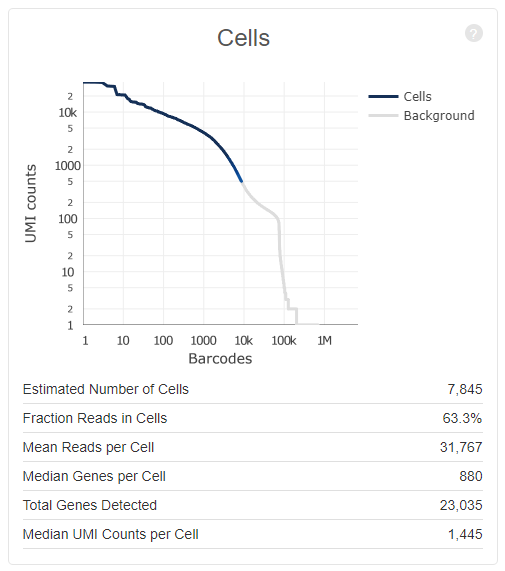 Cells
?
2
10k
5
2
1000
5
2
100
5
2
10
5
2
1
UMI counts
1 10 100 1000 10k 100k 1M
Barcodes
Cells
Background
Estimated Number of Cells 7,845
Fraction Reads in Cells 63.3%
Mean Reads per Cell 31,767
Median Genes per Cell 880
Total Genes Detected 23,035
Median UMI Counts per Cell 1,445